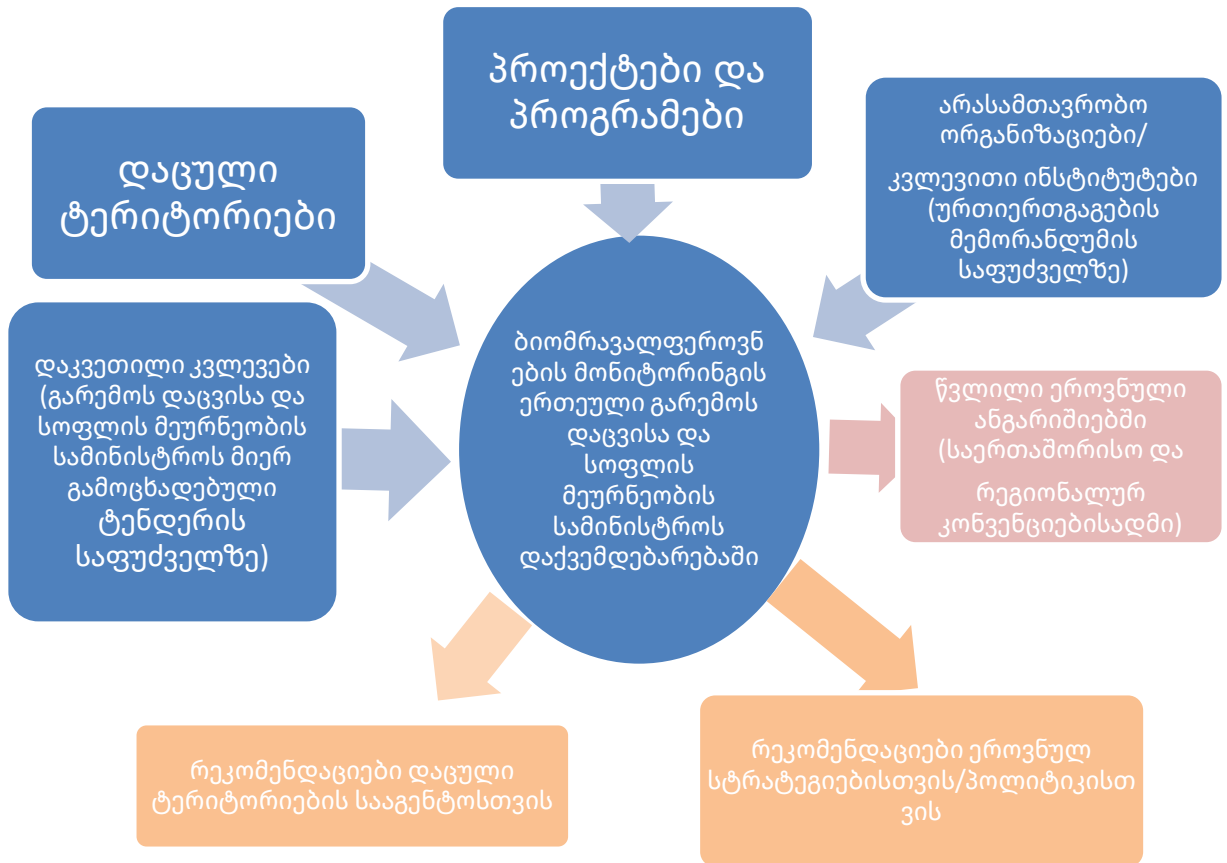 პროექტები და
პროგრამები
დაცული
ტერიტორიები
არასამთავრობო
ორგანიზაციები/
კვლევითი ინსტიტუტები
(ურთიერთგაგების
მემორანდუმის
საფუძველზე)
დაკვეთილი კვლევები
(გარემოს დაცვისა და
სოფლის მეურნეობის
სამინისტროს მიერ
გამოცხადებული
ტენდერის
საფუძველზე)
ბიომრავალფეროვნ
ების მონიტორინგის
ერთეული გარემოს
დაცვისა და
სოფლის
მეურნეობის
სამინისტროს
დაქვემდებარებაში
წვლილი ეროვნული
ანგარიშიებში
(საერთაშორისო და
რეგიონალურ
კონვენციებისადმი)
რეკომენდაციები დაცული
ტერიტორიების სააგენტოსთვის
რეკომენდაციები ეროვნულ
სტრატეგიებისთვის/პოლიტიკისთ
ვის